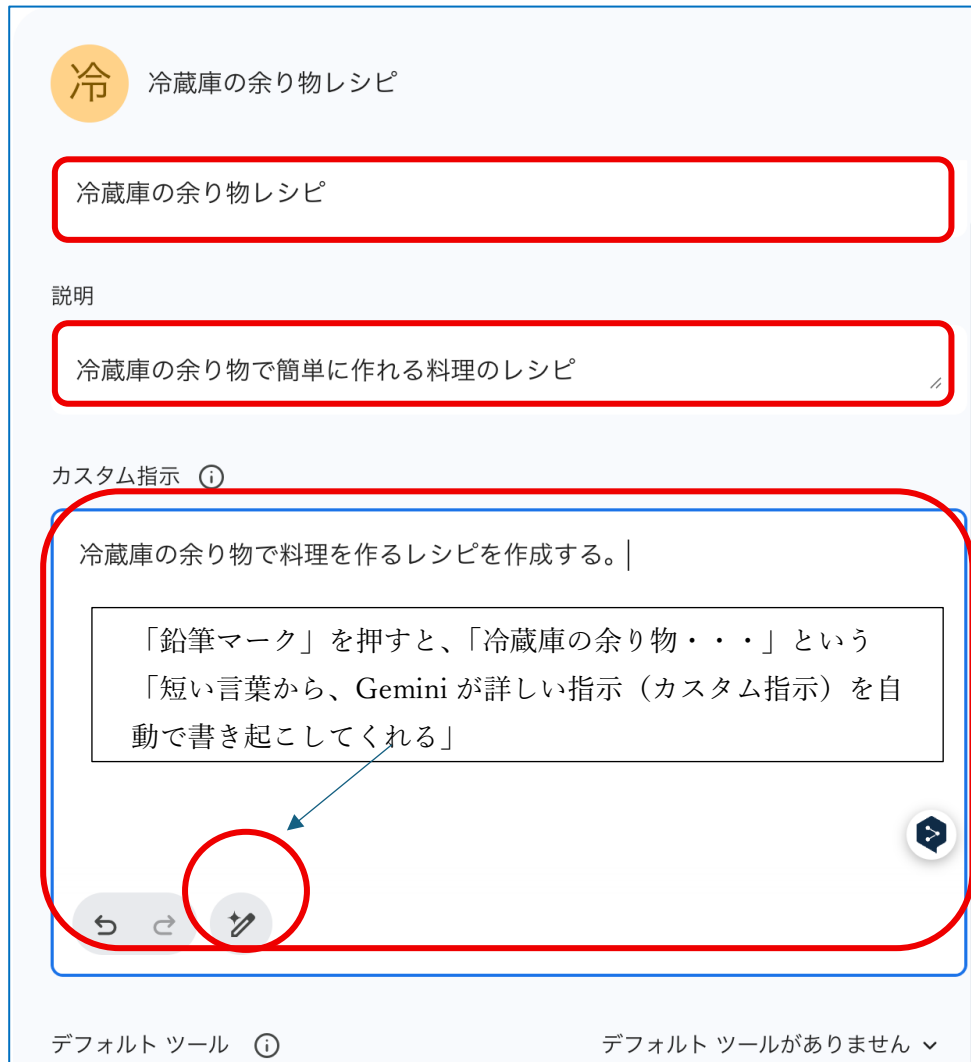 冷
冷蔵庫の余り物レシピ
冷蔵庫の余り物レシピ
説明
冷蔵庫の余り物で簡単に作れる料理のレシピ
カスタム指示
冷蔵庫の余り物で料理を作るレシピを作成する。
「鉛筆マーク」を押すと、「冷蔵庫の余り物・・・」という
「短い言葉から、Gemini が詳しい指示（カスタム指示）を自
動で書き起こしてくれる」
デフォルト ツール
デフォルト ツールがありません